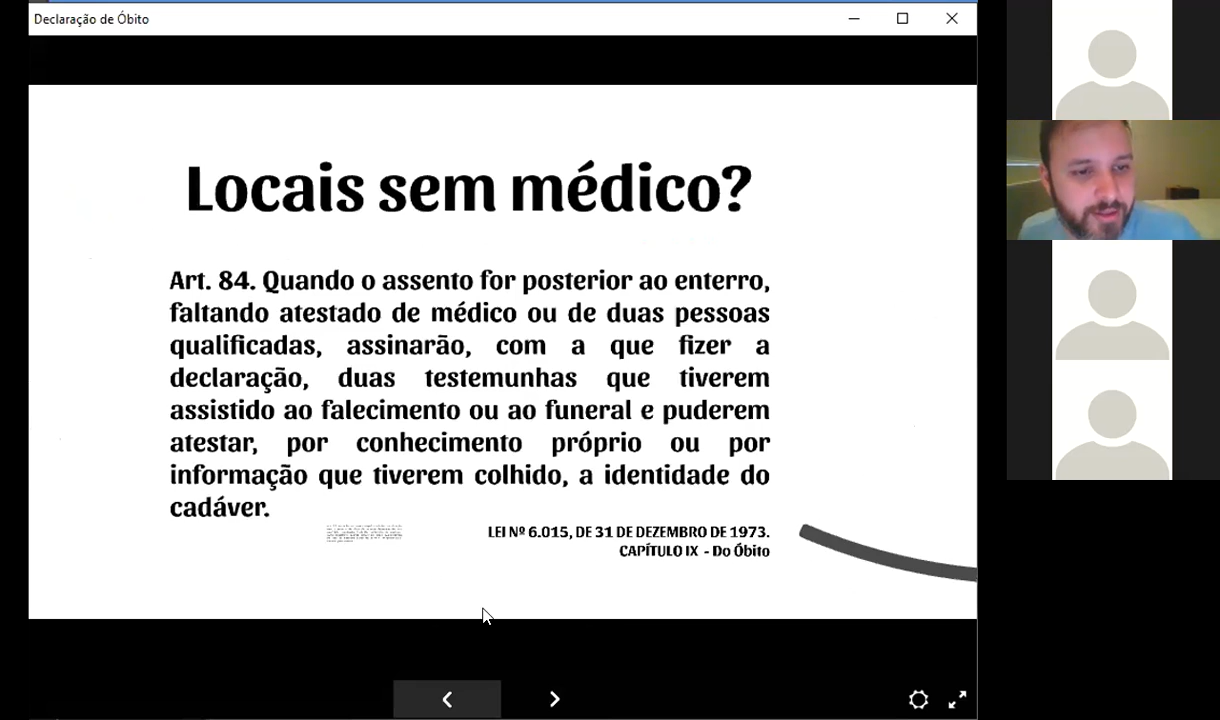 Declaração de Óbito
Locais sem médico?
Art. 84. Quando o assento for posterior ao enterro,
faltando atestado de médico ou de duas pessoas
qualificadas, assinarão, com a que fizer a
declaração, duas testemunhas que tiverem
assistido ao falecimento ou ao funeral e puderem
atestar, por conhecimento próprio ou por
informação que tiverem colhido, a identidade do
cadáver.
LEI Nº 6.015, DE 31 DE DEZEMBRO DE 1973.
CAPÍTULO IX - Do Óbito